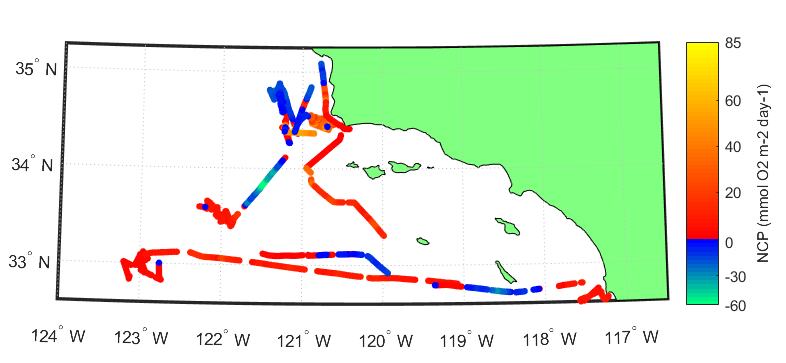 35° N
34° N
33° N
124° W
123° W
122° W
121° W
120° W
119° W
118° W
117° W
85
60
40
20
0
-30
-60
NCP (mmol O2 m-2 day-1)